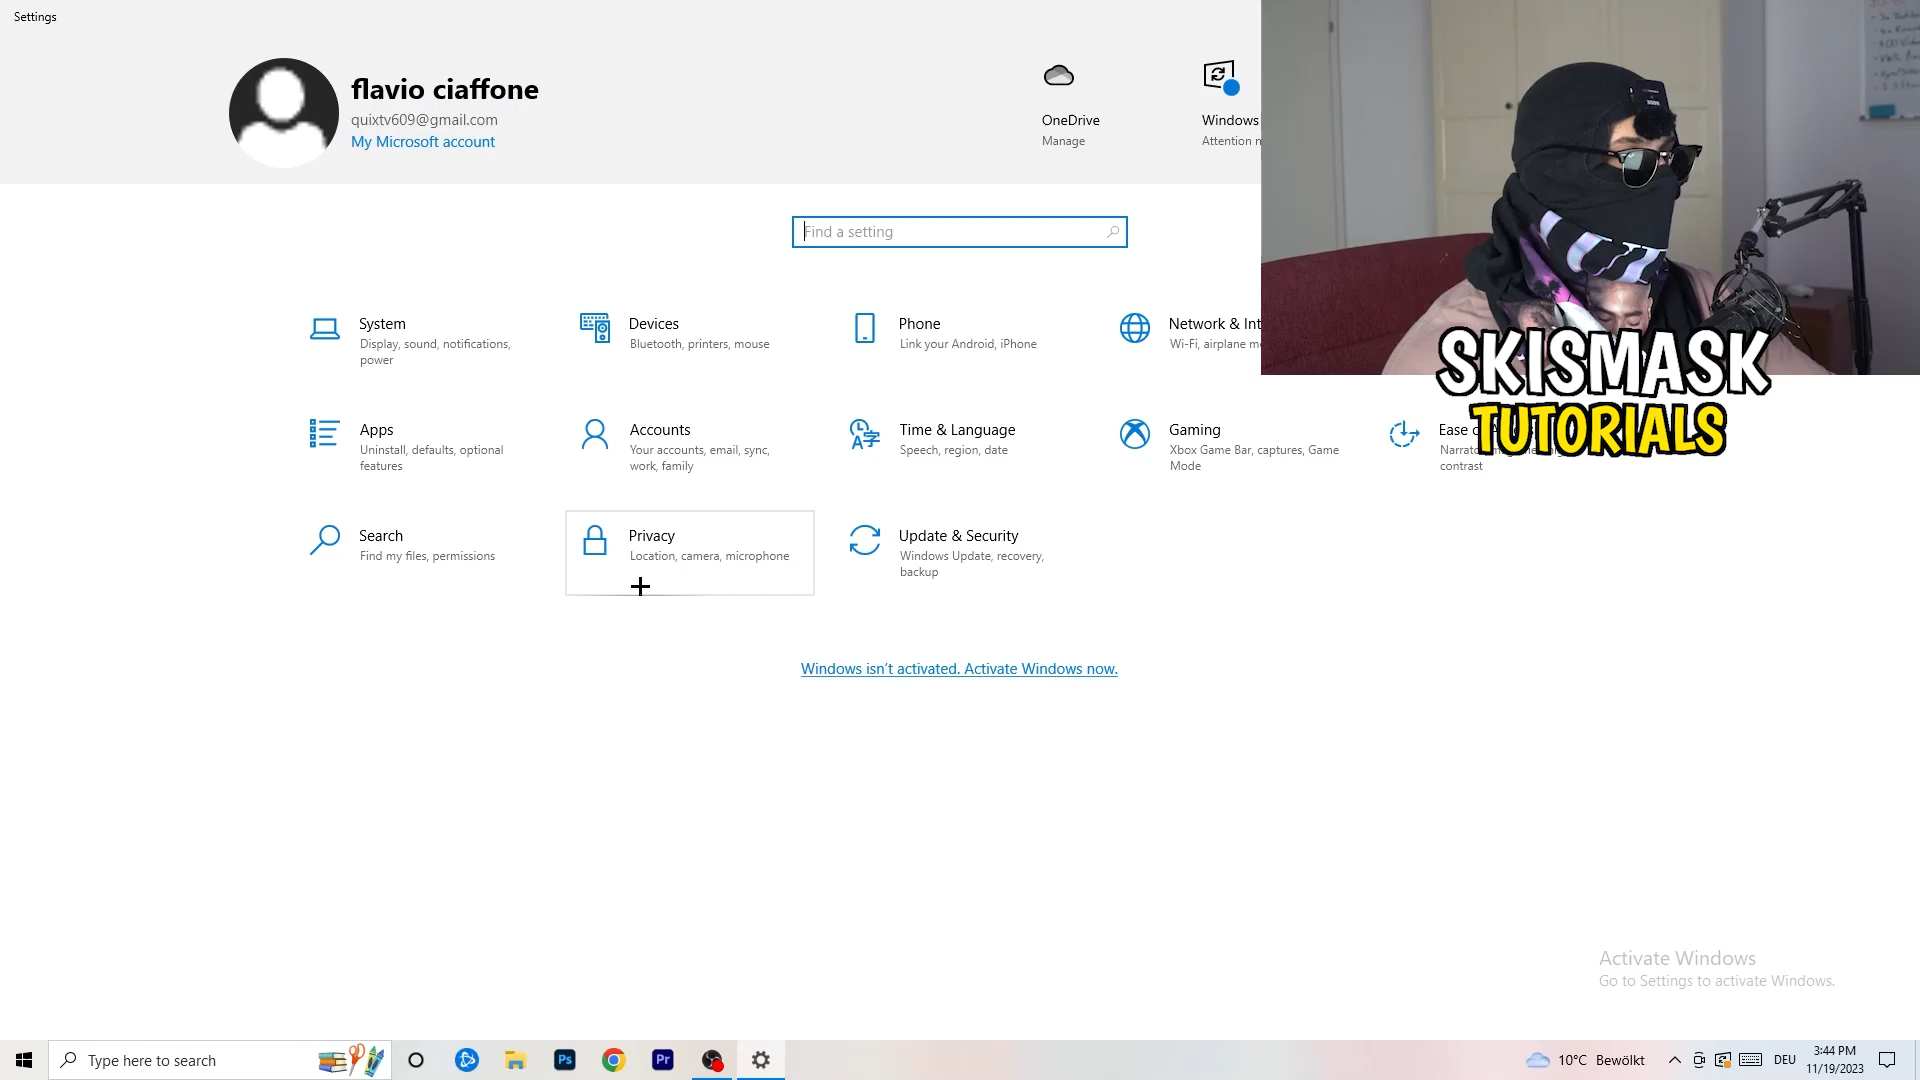 Settings
flavio ciaffone
quixtv609@gmail.com
My Microsoft account
OneDrive
Manage
Windows
Attention
Find a setting
System
Display, sound, notifications,
power
Devices
Bluetooth, printers, mouse
Phone
Link your Android, iPhone
Network & Int
Wi-Fi, airplane
SKISMASK
TUTORIALS
Apps
Uninstall, defaults, optional
features
Accounts
Your accounts, email, sync,
work, family
Time & Language
Speech, region, date
Gaming
Xbox Game Bar, captures, Game
Mode
Ease
contrast
Search
Find my files, permissions
Privacy
Location, camera, microphone
Update & Security
Windows Update, recovery,
backup
Windows isn't activated. Activate Windows now.
Activate Windows
Go to Settings to activate Windows.
Type here to search
Ps
Pr
10°C Bewölkt
DEU
3:44 PM
11/19/2023